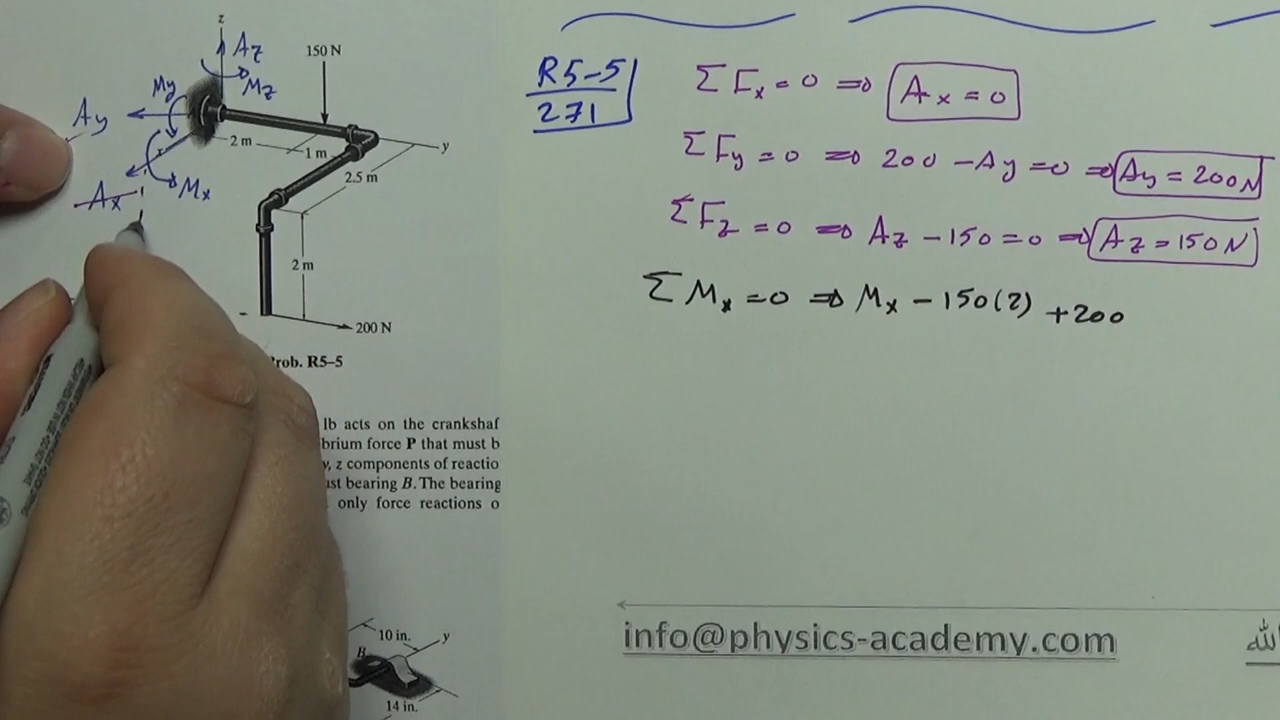 z
Az
150 N
My
Mz
Ay
2 m
1 m
y
x
2.5 m
Ax
Mx
2 m
200 N
rob. R5–5
lb acts on the crankshaf
brium force P that must b
y, z components of reactio
ust bearing B. The bearing
only force reactions o
10 in.
y
B
14 in.
R5-5
271
ΣFx = 0 ⇒ Ax = 0
ΣFy = 0 ⇒ 200 - Ay = 0 ⇒ Ay = 200N
ΣFz = 0 ⇒ Az - 150 = 0 ⇒ Az = 150N
ΣMx = 0 ⇒ Mx - 150(2) + 200
info@physics-academy.com
الله